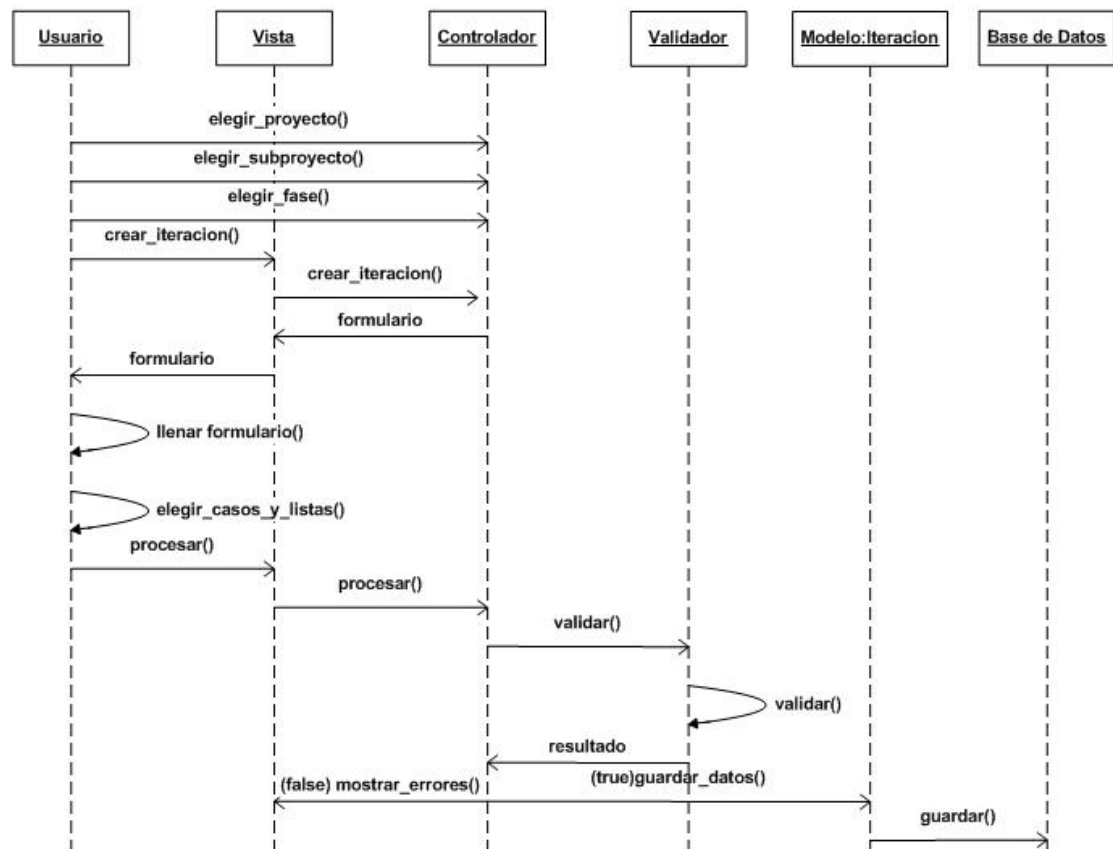 Usuario
Vista
Controlador
Validador
Modelo:Iteracion
Base de Datos
elegir_proyecto()
elegir_subproyecto()
elegir_fase()
crear_iteracion()
crear_iteracion()
formulario
formulario
llenar formulario()
elegir_casos_y_listas()
procesar()
procesar()
validar()
validar()
resultado
(false) mostrar_errores()
(true)guardar_datos()
guardar()